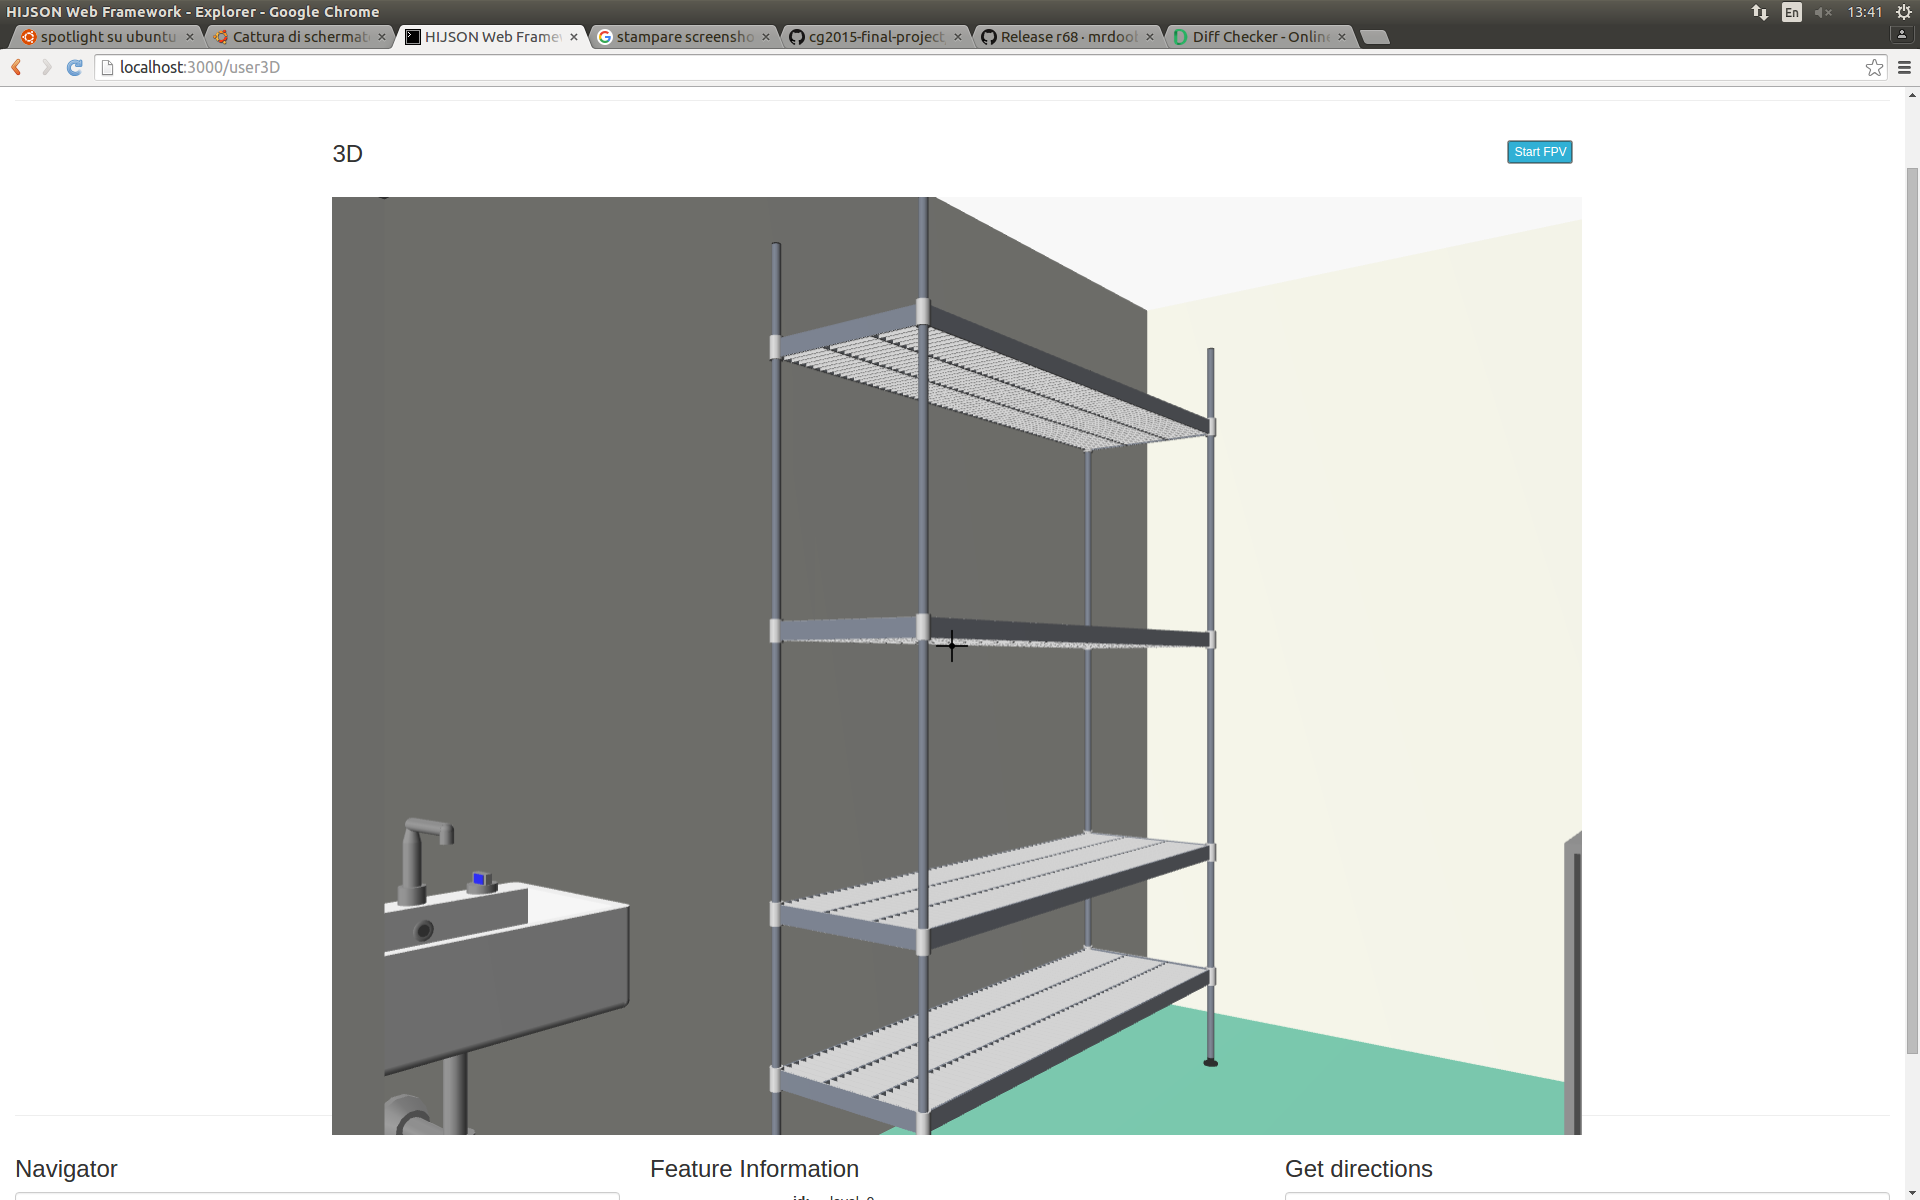 HIJSON Web Framework - Explorer - Google Chrome
En
13:41
spotlight su ubuntu
Cattura di schermat
HIJSON Web Frame
stampare screensho
cg2015-final-project
Release r68 · mrdoo
Diff Checker - Online
localhost:3000/user3D
3D
Start FPV
Navigator
Feature Information
Get directions